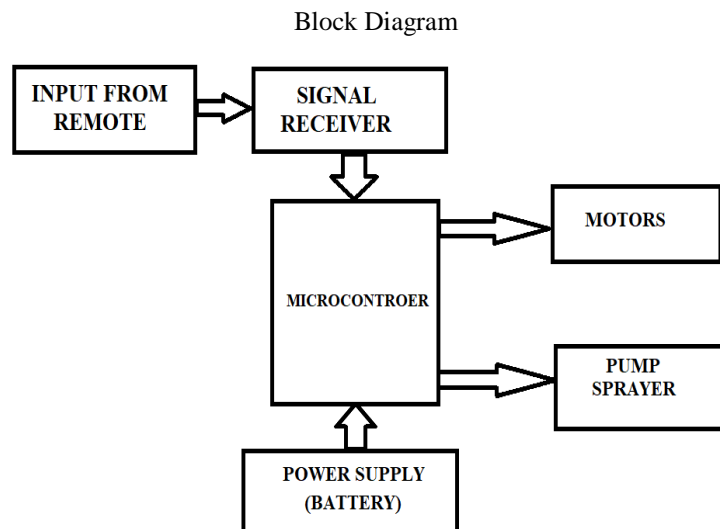 Block Diagram
INPUT FROM
REMOTE
SIGNAL
RECEIVER
MOTORS
MICROCONTROER
PUMP
SPRAYER
POWER SUPPLY
(BATTERY)